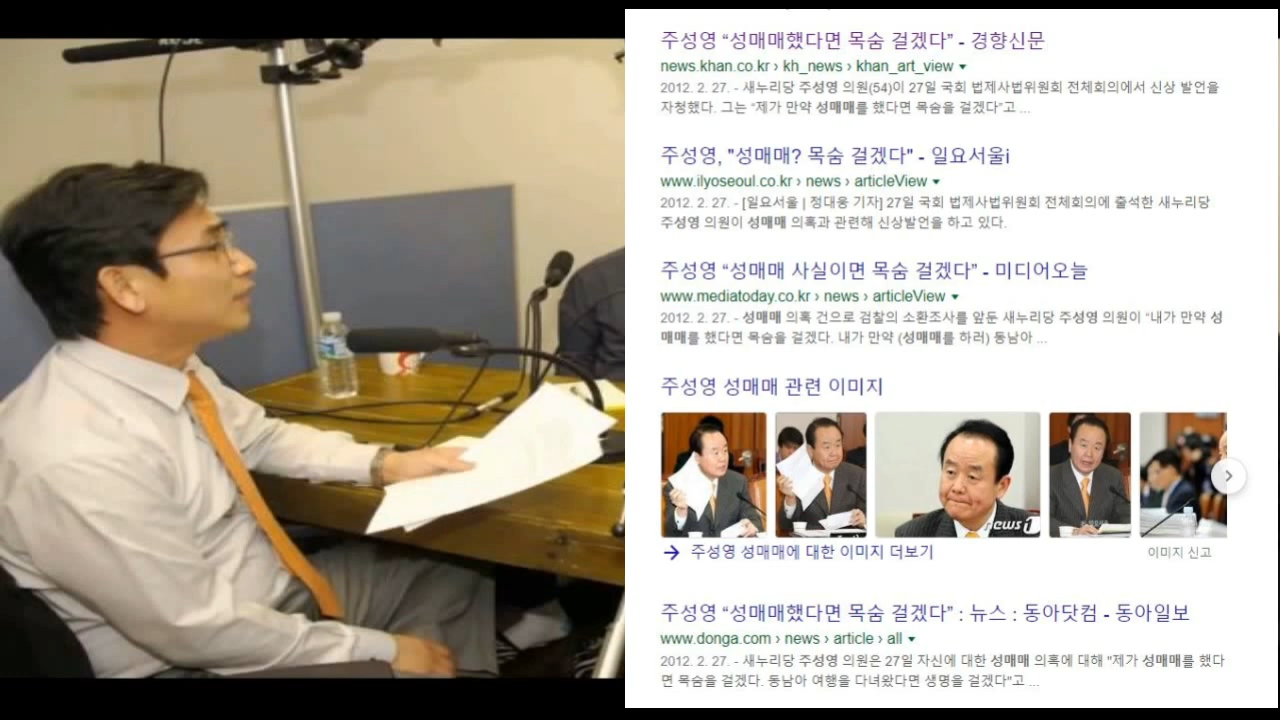 주성영 “성매매했다면 목숨 걸겠다” - 경향신문
news.khan.co.kr › kh_news › khan_art_view
2012. 2. 27. - 새누리당 주성영 의원(54)이 27일 국회 법제사법위원회 전체회의에서 신상 발언을
자청했다. 그는 “제가 만약 성매매를 했다면 목숨을 걸겠다”고 ...
주성영, "성매매? 목숨 걸겠다" - 일요서울i
www.ilyoseoul.co.kr › news › articleView
2012. 2. 27. - [일요서울 | 정대웅 기자] 27일 국회 법제사법위원회 전체회의에 출석한 새누리당
주성영 의원이 성매매 의혹과 관련해 신상발언을 하고 있다.
주성영 “성매매 사실이면 목숨 걸겠다” - 미디어오늘
www.mediatoday.co.kr › news › articleView
2012. 2. 27. - 성매매 의혹 건으로 검찰의 소환조사를 앞둔 새누리당 주성영 의원이 “내가 만약 성
매매를 했다면 목숨을 걸겠다. 내가 만약 (성매매를 하러) 동남아 ...
주성영 성매매 관련 이미지
news1
주성영 성매매에 대한 이미지 더보기
이미지 신고
주성영 “성매매했다면 목숨 걸겠다” : 뉴스 : 동아닷컴 - 동아일보
www.donga.com › news › article › all
2012. 2. 27. - 새누리당 주성영 의원은 27일 자신에 대한 성매매 의혹에 대해 "제가 성매매를 했다
면 목숨을 걸겠다. 동남아 여행을 다녀왔다면 생명을 걸겠다"고 ...